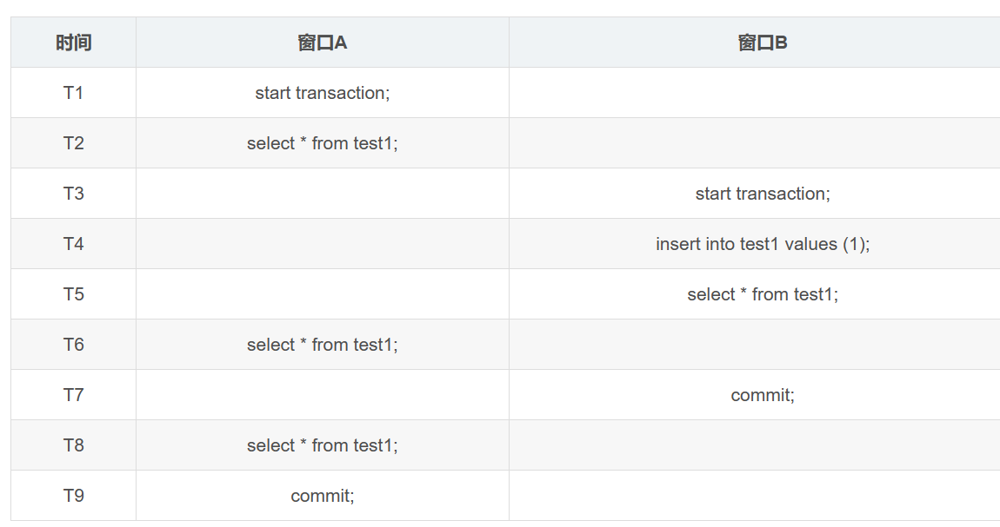 时间 窗口A 窗口B
T1 start transaction;
T2 select * from test1;
T3 start transaction;
T4 insert into test1 values (1);
T5 select * from test1;
T6 select * from test1;
T7 commit;
T8 select * from test1;
T9 commit;